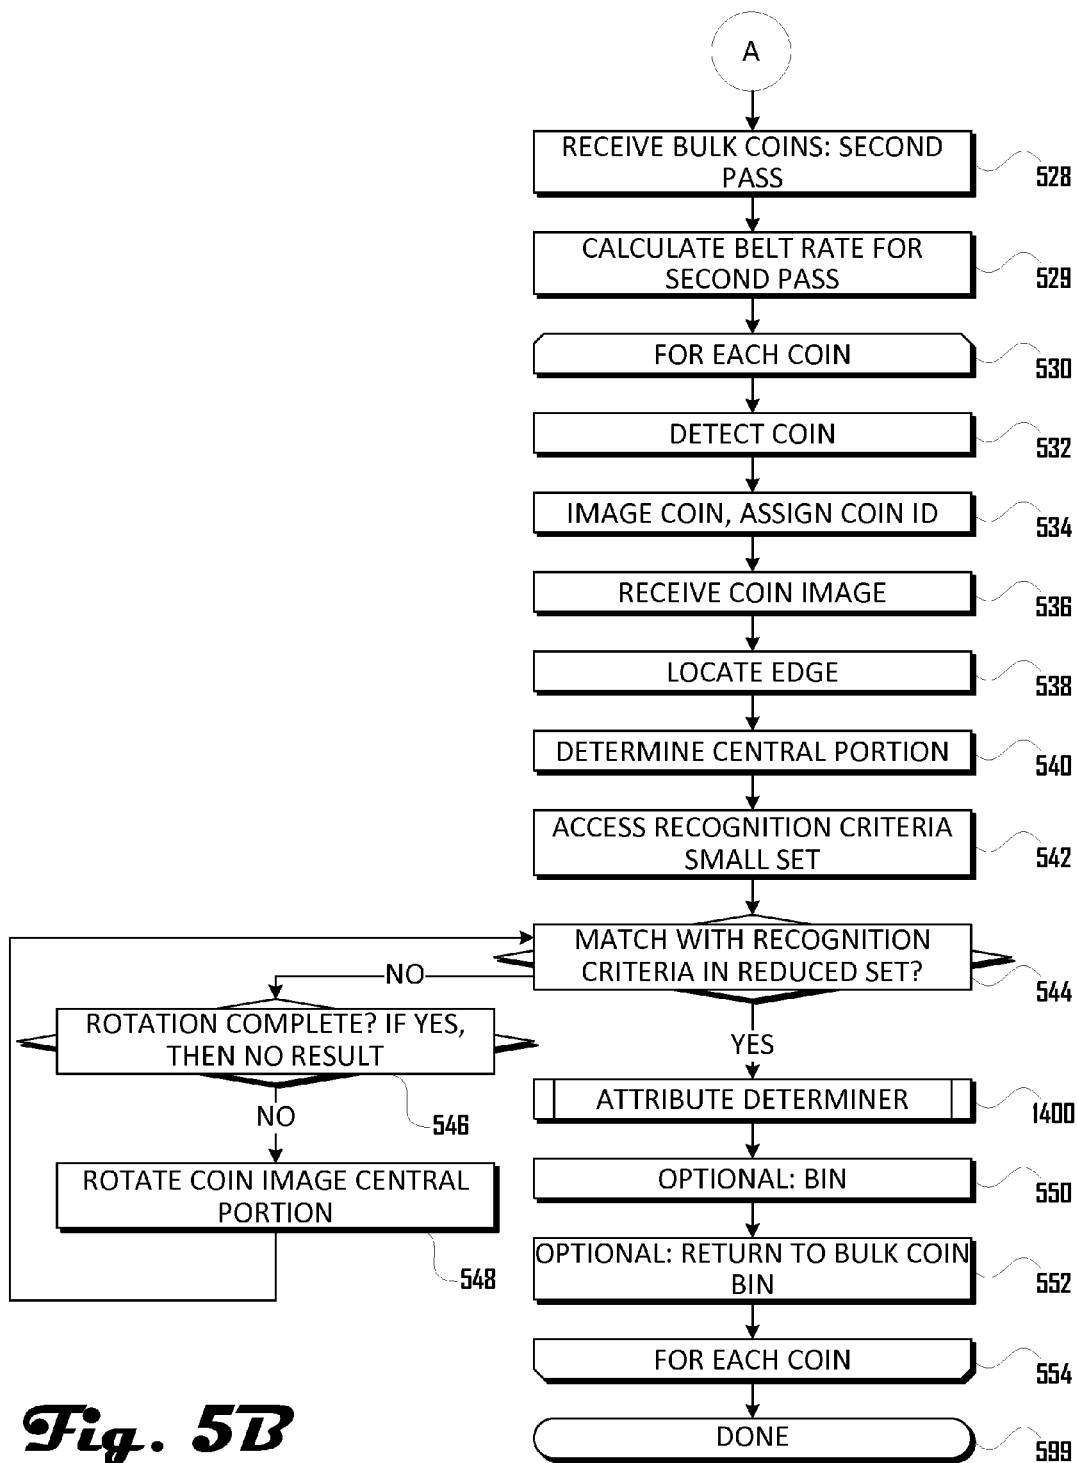 A
RECEIVE BULK COINS: SECOND
PASS
528
CALCULATE BELT RATE FOR
SECOND PASS
529
FOR EACH COIN
530
DETECT COIN
532
IMAGE COIN, ASSIGN COIN ID
534
RECEIVE COIN IMAGE
536
LOCATE EDGE
538
DETERMINE CENTRAL PORTION
540
ACCESS RECOGNITION CRITERIA
SMALL SET
542
MATCH WITH RECOGNITION
CRITERIA IN REDUCED SET?
544
NO
ROTATION COMPLETE? IF YES,
THEN NO RESULT
546
NO
ROTATE COIN IMAGE CENTRAL
PORTION
548
YES
ATTRIBUTE DETERMINER
1400
OPTIONAL: BIN
550
OPTIONAL: RETURN TO BULK COIN
BIN
552
FOR EACH COIN
554
DONE
599
Fig. 5B